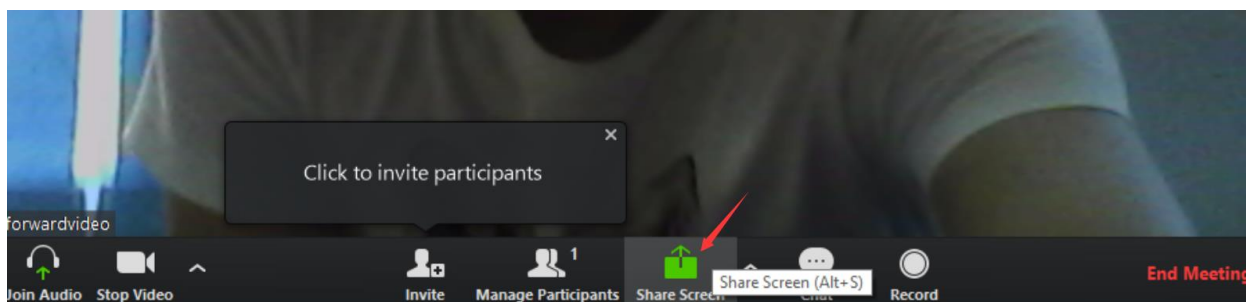 ×
Click to invite participants
forwardvideo
1
Join Audio Stop Video Invite Manage Participants Share Screen Chat Record End Meeting
Share Screen (Alt+S)